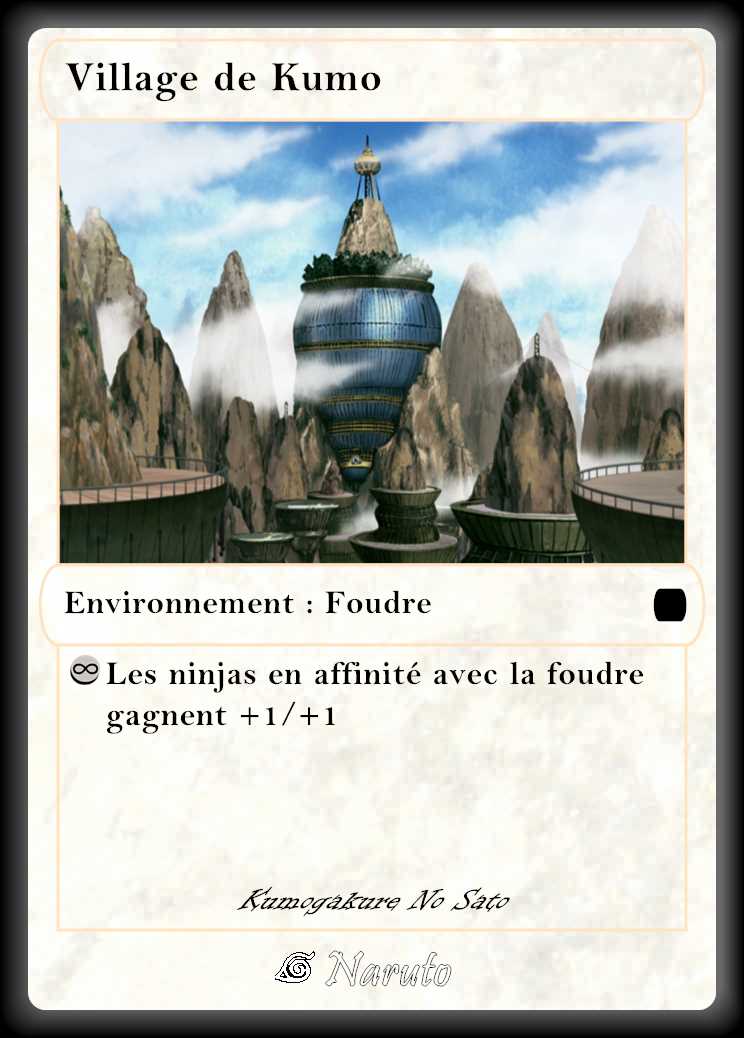 Village de Kumo
Environnement : Foudre
∞ Les ninjas en affinité avec la foudre
gagnent +1/+1
Kumogakure No Sato
Naruto